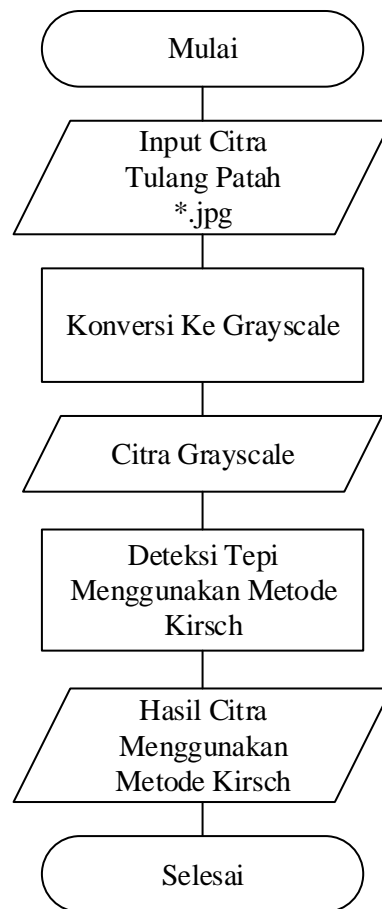 Mulai
Input Citra
Tulang Patah
*.jpg
Konversi Ke Grayscale
Citra Grayscale
Deteksi Tepi
Menggunakan Metode
Kirsch
Hasil Citra
Menggunakan
Metode Kirsch
Selesai